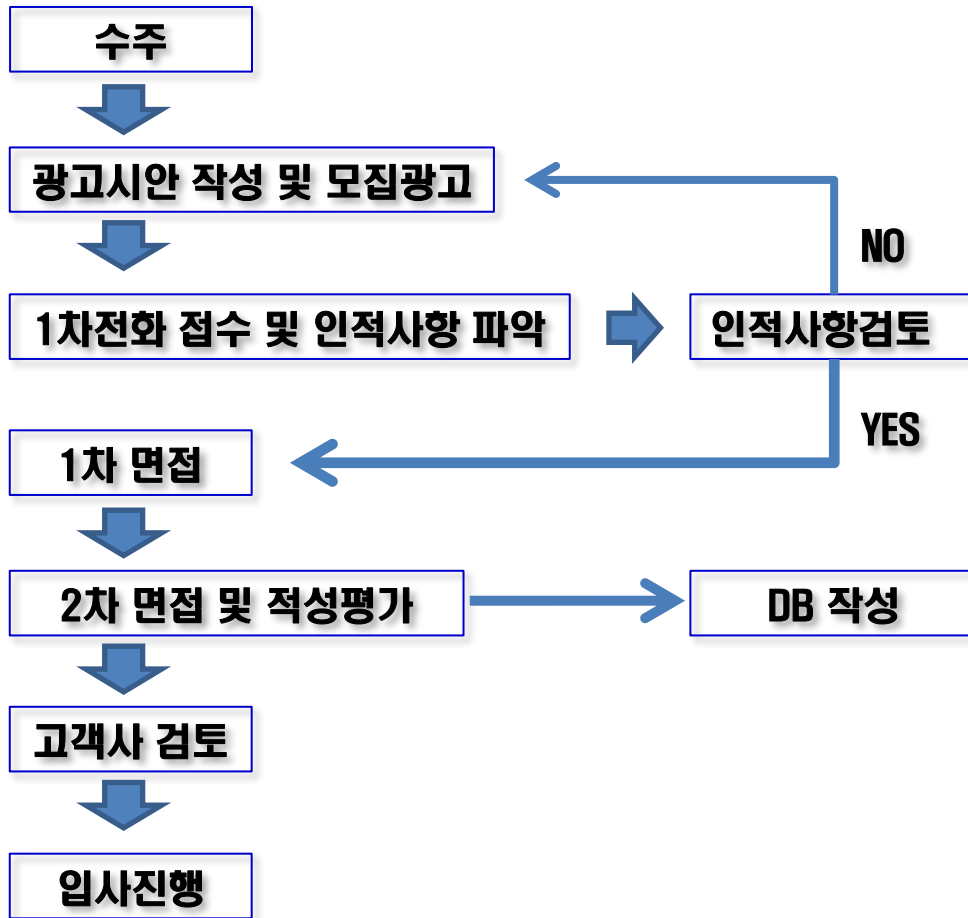 수주
광고시안 작성 및 모집광고
NO
1차전화 접수 및 인적사항 파악
인적사항검토
YES
1차 면접
2차 면접 및 적성평가
DB 작성
고객사 검토
입사진행